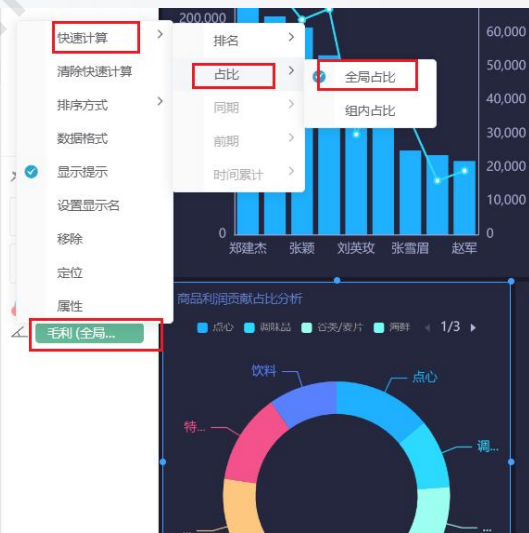 200,000
60,000
50,000
40,000
30,000
20,000
10,000
0
0
郑建杰 张颖 刘英玫 张雪眉 赵军
快速计算
清除快速计算
排序方式
数据格式
显示提示
设置显示名
移除
定位
属性
排名
占比
同期
前期
时间累计
全局占比
组内占比
毛利 (全局...
商品利润贡献占比分析
点心 调味品 谷类/麦片 海鲜 1/3
饮料
点心
特...
调...
...